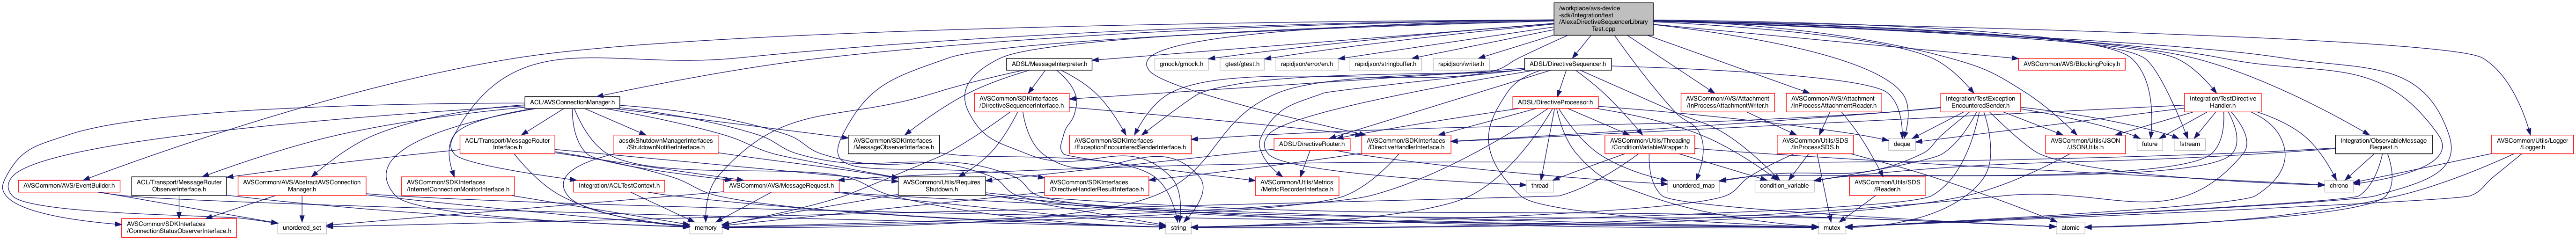 /workplace/avs-device
-sdk/Integration/test
/AlexaDirectiveSequencerLibrary
Test.cpp
ADSL/MessageInterpreter.h
gmock/gmock.h
gtest/gtest.h
rapidjson/error/en.h
rapidjson/stringbuffer.h
rapidjson/writer.h
ADSL/DirectiveSequencer.h
AVSCommon/AVS/BlockingPolicy.h
ACL/AVSConnectionManager.h
AVSCommon/SDKInterfaces
/DirectiveSequencerInterface.h
ADSL/DirectiveProcessor.h
AVSCommon/AVS/Attachment
/InProcessAttachmentWriter.h
AVSCommon/AVS/Attachment
/InProcessAttachmentReader.h
Integration/TestException
EncounteredSender.h
Integration/TestDirective
Handler.h
ACL/Transport/MessageRouter
Interface.h
acsdkShutdownManagerInterfaces
/ShutdownNotifierInterface.h
AVSCommon/SDKInterfaces
/MessageObserverInterface.h
AVSCommon/SDKInterfaces
/ExceptionEncounteredSenderInterface.h
ADSL/DirectiveRouter.h
AVSCommon/SDKInterfaces
/DirectiveHandlerInterface.h
AVSCommon/Utils/Threading
/ConditionVariableWrapper.h
AVSCommon/Utils/SDS
/InProcessSDS.h
deque
AVSCommon/Utils/JSON
/JSONUtils.h
future
fstream
Integration/ObservableMessage
Request.h
AVSCommon/Utils/Logger
/Logger.h
AVSCommon/AVS/EventBuilder.h
ACL/Transport/MessageRouter
ObserverInterface.h
AVSCommon/AVS/AbstractAVSConnection
Manager.h
AVSCommon/SDKInterfaces
/InternetConnectionMonitorInterface.h
Integration/ACLTestContext.h
AVSCommon/AVS/MessageRequest.h
AVSCommon/Utils/Requires
Shutdown.h
AVSCommon/SDKInterfaces
/DirectiveHandlerResultInterface.h
AVSCommon/Utils/Metrics
/MetricRecorderInterface.h
thread
unordered_map
condition_variable
AVSCommon/Utils/SDS
/Reader.h
chrono
AVSCommon/SDKInterfaces
/ConnectionStatusObserverInterface.h
unordered_set
memory
string
mutex
atomic